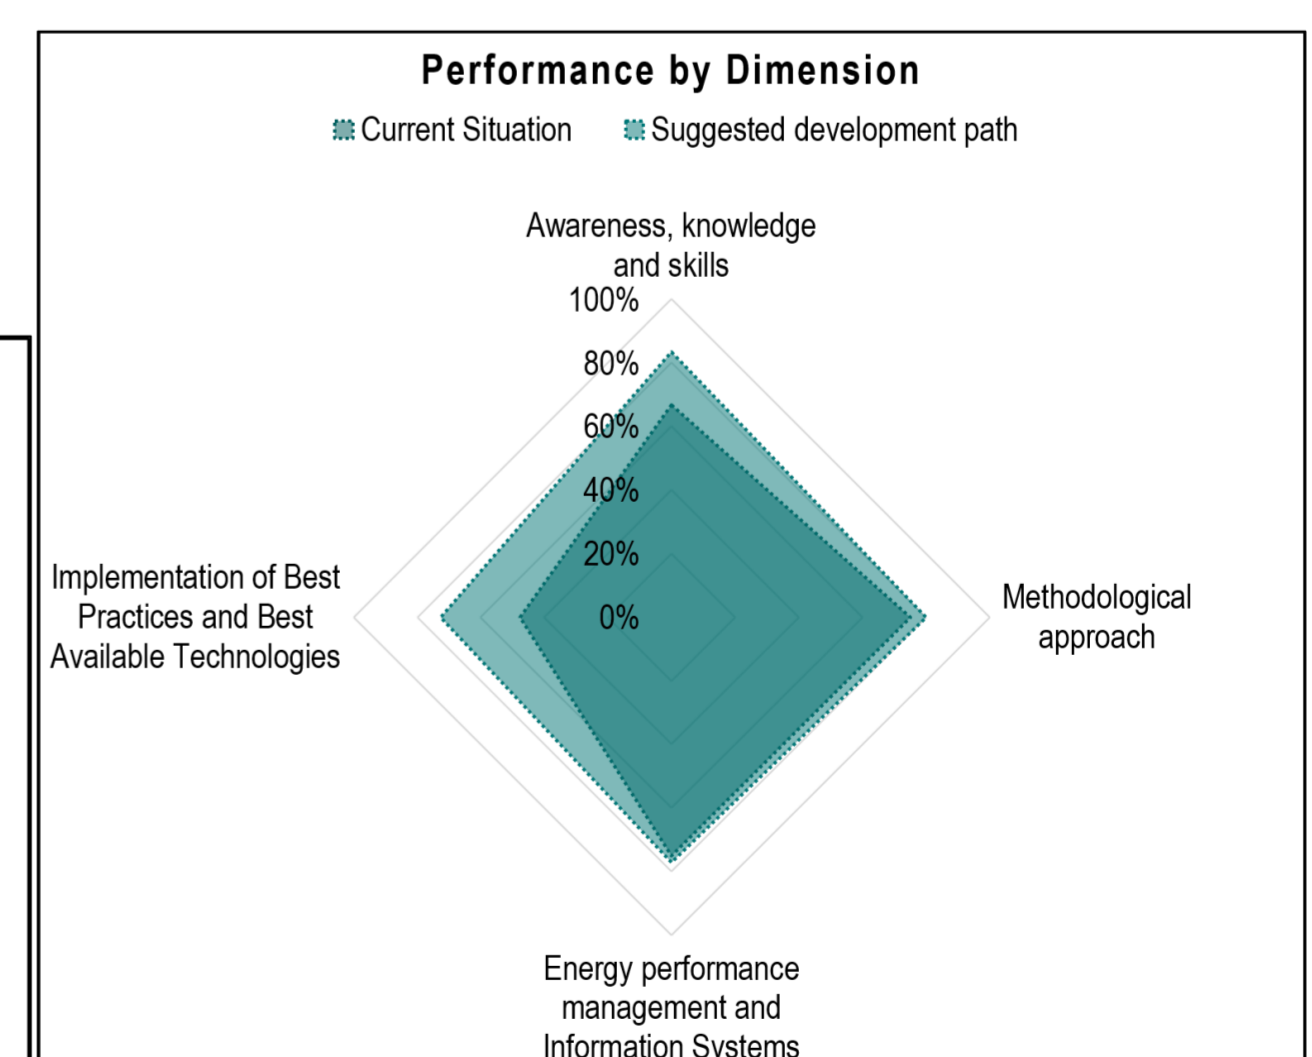 Performance by Dimension
Current Situation Suggested development path
Awareness, knowledge
and skills
100%
80%
60%
40%
20%
0%
Implementation of Best
Practices and Best
Available Technologies
Methodological
approach
Energy performance
management and
Information Systems